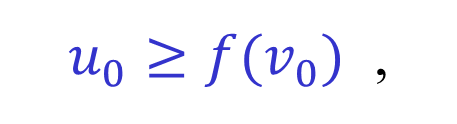 u₀ ≥ f(v₀) ,